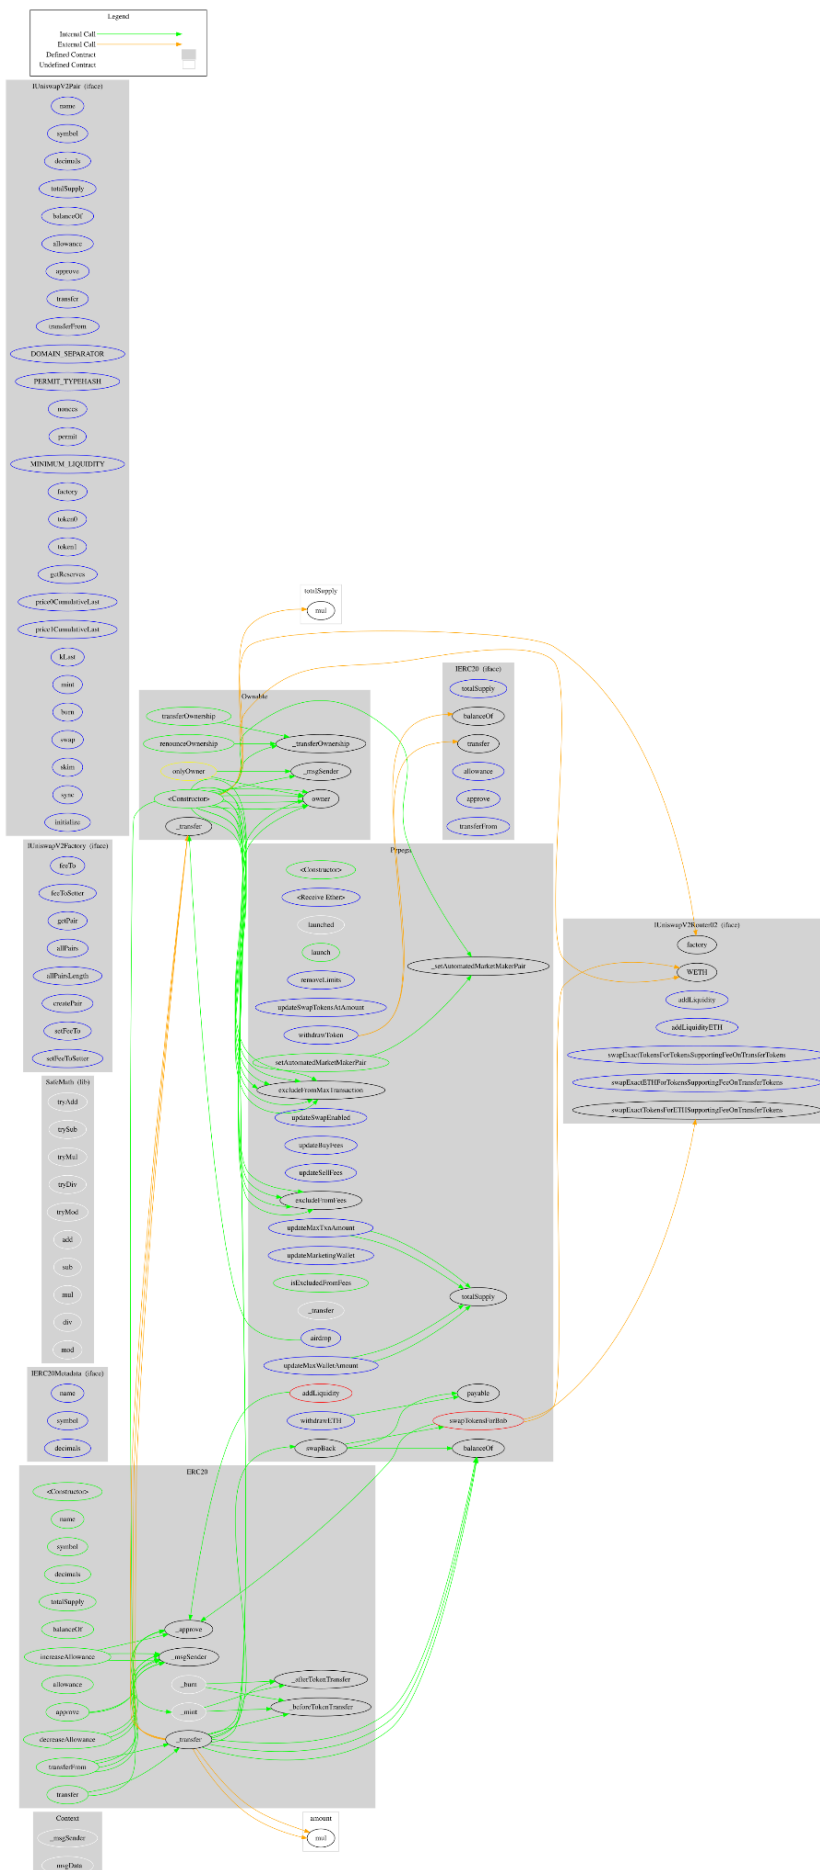 Legend
Internal Call
External Call
Defined Contract
Undefined Contract
IUniswapV2Pair (iface)
name
symbol
decimals
totalSupply
balanceOf
allowance
approve
transfer
transferFrom
DOMAIN_SEPARATOR
PERMIT_TYPEHASH
nonces
permit
MINIMUM_LIQUIDITY
factory
token0
token1
getReserves
price0CumulativeLast
price1CumulativeLast
kLast
mint
burn
swap
skim
sync
initialize
IUniswapV2Factory (iface)
feeTo
feeToSetter
getPair
allPairs
allPairsLength
createPair
setFeeTo
setFeeToSetter
SafeMath (lib)
tryAdd
trySub
tryMul
tryDiv
tryMod
add
sub
mul
div
mod
IERC20Metadata (iface)
name
symbol
decimals
totalSupply
mul
Ownable
transferOwnership
renounceOwnership
onlyOwner
<Constructor>
_transfer
_transferOwnership
_msgSender
owner
IERC20 (iface)
totalSupply
balanceOf
transfer
allowance
approve
transferFrom
<Constructor>
<Receive Ether>
launched
launch
removeLimits
updateSwapTokensAtAmount
withdrawToken
setAutomatedMarketMakerPair
excludeFromMaxTransaction
updateSwapEnabled
updateBuyFees
updateSellFees
excludeFromFees
updateMaxTxnAmount
updateMarketingWallet
isExcludedFromFees
_transfer
airdrop
updateMaxWalletAmount
addLiquidity
withdrawETH
swapBack
_setAutomatedMarketMakerPair
totalSupply
payable
balanceOf
IUniswapV2Router02 (iface)
factory
WETH
addLiquidity
addLiquidityETH
swapExactTokensForTokensSupportingFeeOnTransferTokens
swapExactETHForTokensSupportingFeeOnTransferTokens
swapExactTokensForETHSupportingFeeOnTransferTokens
ERC20
<Constructor>
name
symbol
decimals
totalSupply
balanceOf
increaseAllowance
allowance
approve
decreaseAllowance
transferFrom
transfer
_approve
_msgSender
_burn
_mint
_transfer
_afterTokenTransfer
_beforeTokenTransfer
Context
_msgSender
_msgData
amount
mul